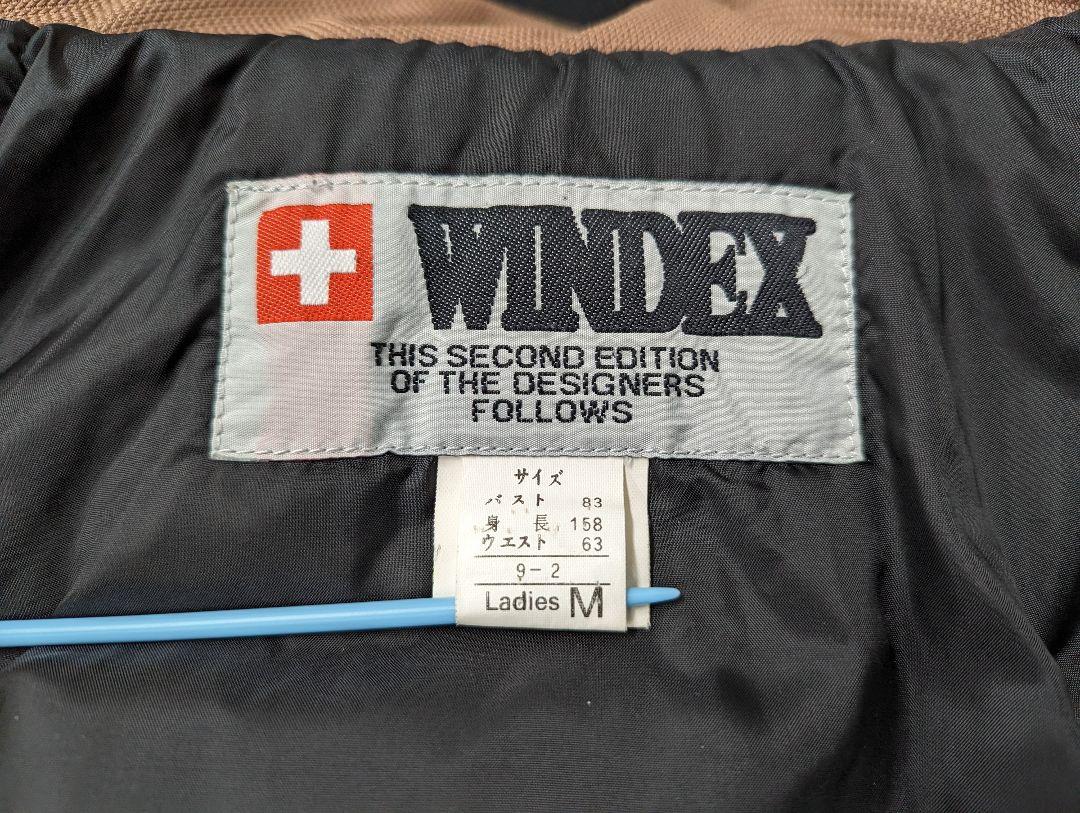 WINDEX
THIS SECOND EDITION
OF THE DESIGNERS
FOLLOWS
サイズ
バスト 83
身長 158
ウエスト 63
9-2
Ladies M